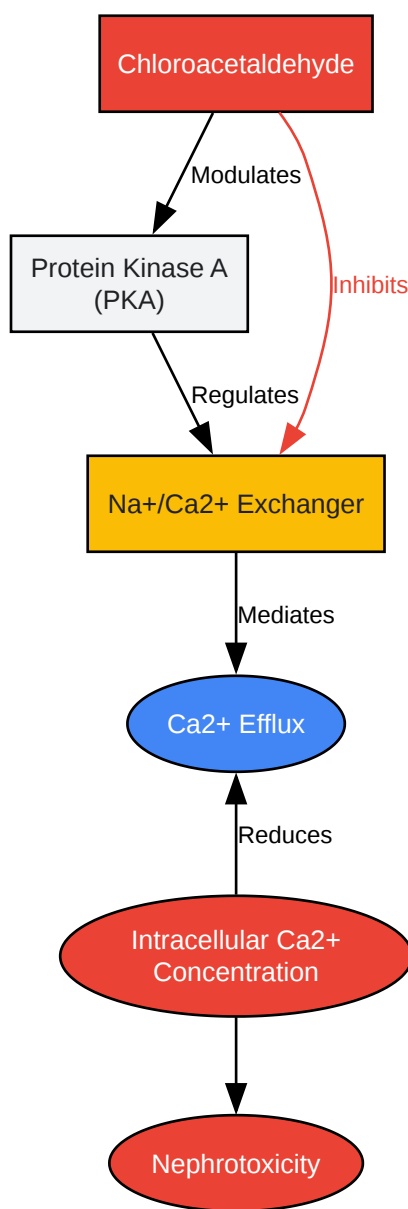 Chloroacetaldehyde
Modulates
Protein Kinase A
(PKA)
Inhibits
Regulates
Na+/Ca2+ Exchanger
Mediates
Ca2+ Efflux
Reduces
Intracellular Ca2+
Concentration
Nephrotoxicity